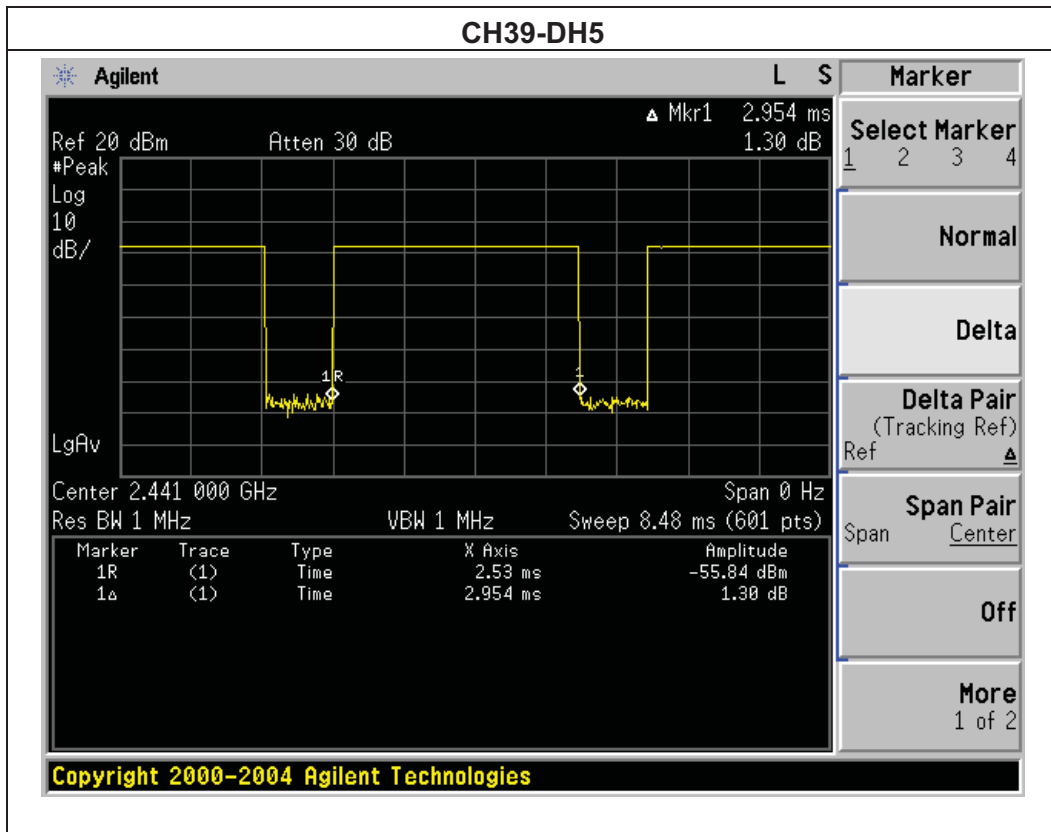 CH39-DH5
Agilent L S
Δ Mkr1 2.954 ms
Ref 20 dBm Atten 30 dB 1.30 dB
#Peak
Log
10
dB/
1R 1
LgAv
Center 2.441 000 GHz Span 0 Hz
Res BW 1 MHz VBW 1 MHz Sweep 8.48 ms (601 pts)
Marker Trace Type X Axis Amplitude
1R (1) Time 2.53 ms -55.84 dBm
1Δ (1) Time 2.954 ms 1.30 dB
Marker
Select Marker
1 2 3 4
Normal
Delta
Delta Pair
(Tracking Ref)
Ref Δ
Span Pair
Span Center
Off
More
1 of 2
Copyright 2000-2004 Agilent Technologies